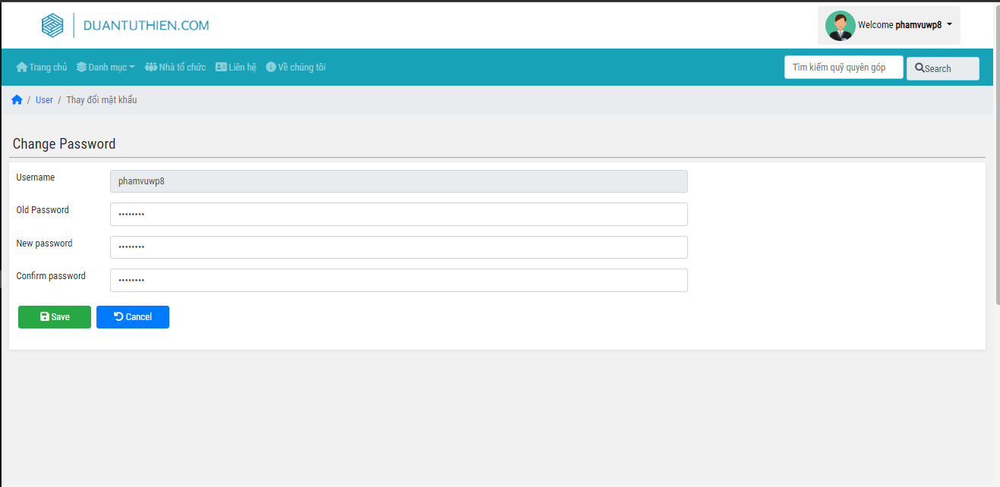 DUANTUTHIEN.COM
Welcome phamvuwp8
Trang chủ Danh mục Nhà tổ chức Liên hệ Về chúng tôi Tìm kiếm quỹ quyên góp Search
/ User / Thay đổi mật khẩu
Change Password
Username phamvuwp8
Old Password ••••••••
New password ••••••••
Confirm password ••••••••
Save Cancel